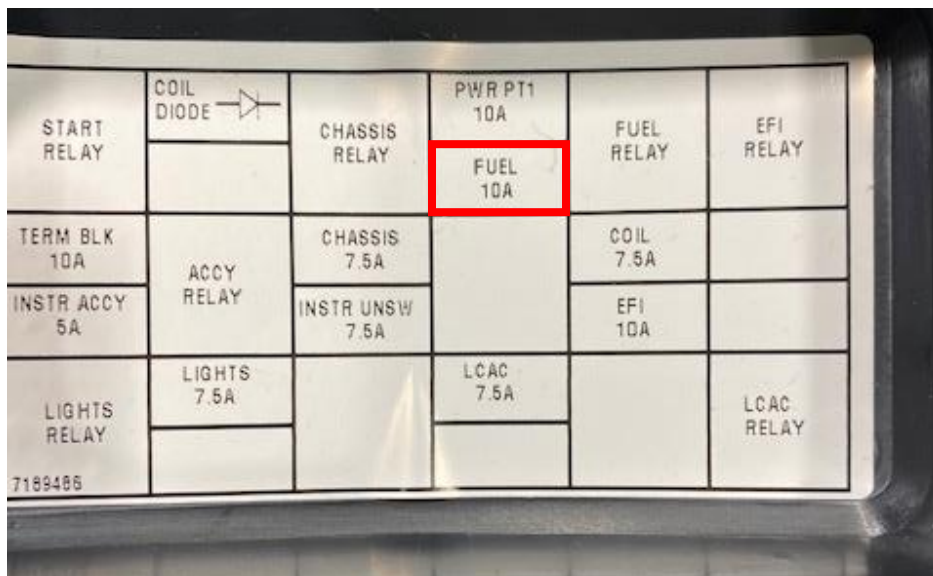 START
RELAY
COIL
DIODE
CHASSIS
RELAY
PWR PT1
10A
FUEL
10A
FUEL
RELAY
EFI
RELAY
TERM BLK
10A
INSTR ACCY
5A
ACCY
RELAY
CHASSIS
7.5A
INSTR UNSW
7.5A
COIL
7.5A
EFI
10A
LIGHTS
RELAY
LIGHTS
7.5A
LCAC
7.5A
LCAC
RELAY
7189486